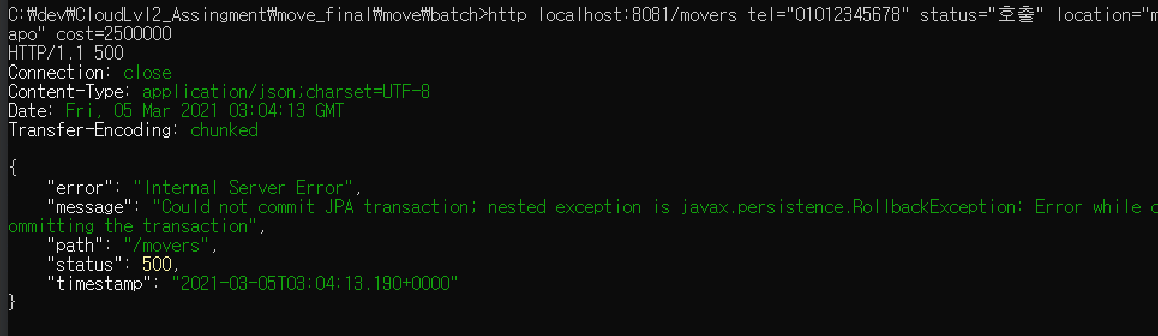 C:₩dev₩CloudLvl2_Assingment₩move_final₩move₩batch>http localhost:8081/movers tel="01012345678" status="호출" location="m
apo" cost=2500000
HTTP/1.1 500
Connection: close
Content-Type: application/json;charset=UTF-8
Date: Fri, 05 Mar 2021 03:04:13 GMT
Transfer-Encoding: chunked
{
    "error": "Internal Server Error",
    "message": "Could not commit JPA transaction; nested exception is javax.persistence.RollbackException: Error while c
ommitting the transaction",
    "path": "/movers",
    "status": 500,
    "timestamp": "2021-03-05T03:04:13.190+0000"
}